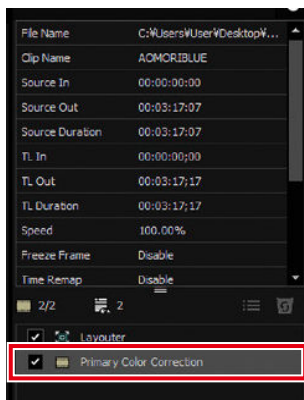 File Name C:¥Users¥User¥Desktop¥...
Clip Name AOMORIBLUE
Source In 00:00:00:00
Source Out 00:03:17:07
Source Duration 00:03:17:07
TL In 00:00:00;00
TL Out 00:03:17;17
TL Duration 00:03:17;17
Speed 100.00%
Freeze Frame Disable
Time Remap Disable
2/2 2
Layouter
Primary Color Correction